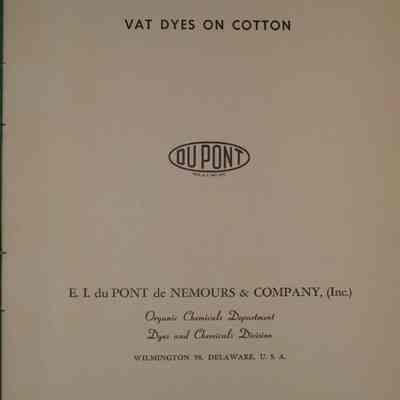 VAT DYES ON COTTON
DU PONT
E. I. du PONT de NEMOURS & COMPANY, (Inc.)
Organic Chemicals Department
Dyes and Chemicals Division
WILMINGTON 98, DELAWARE, U. S. A.